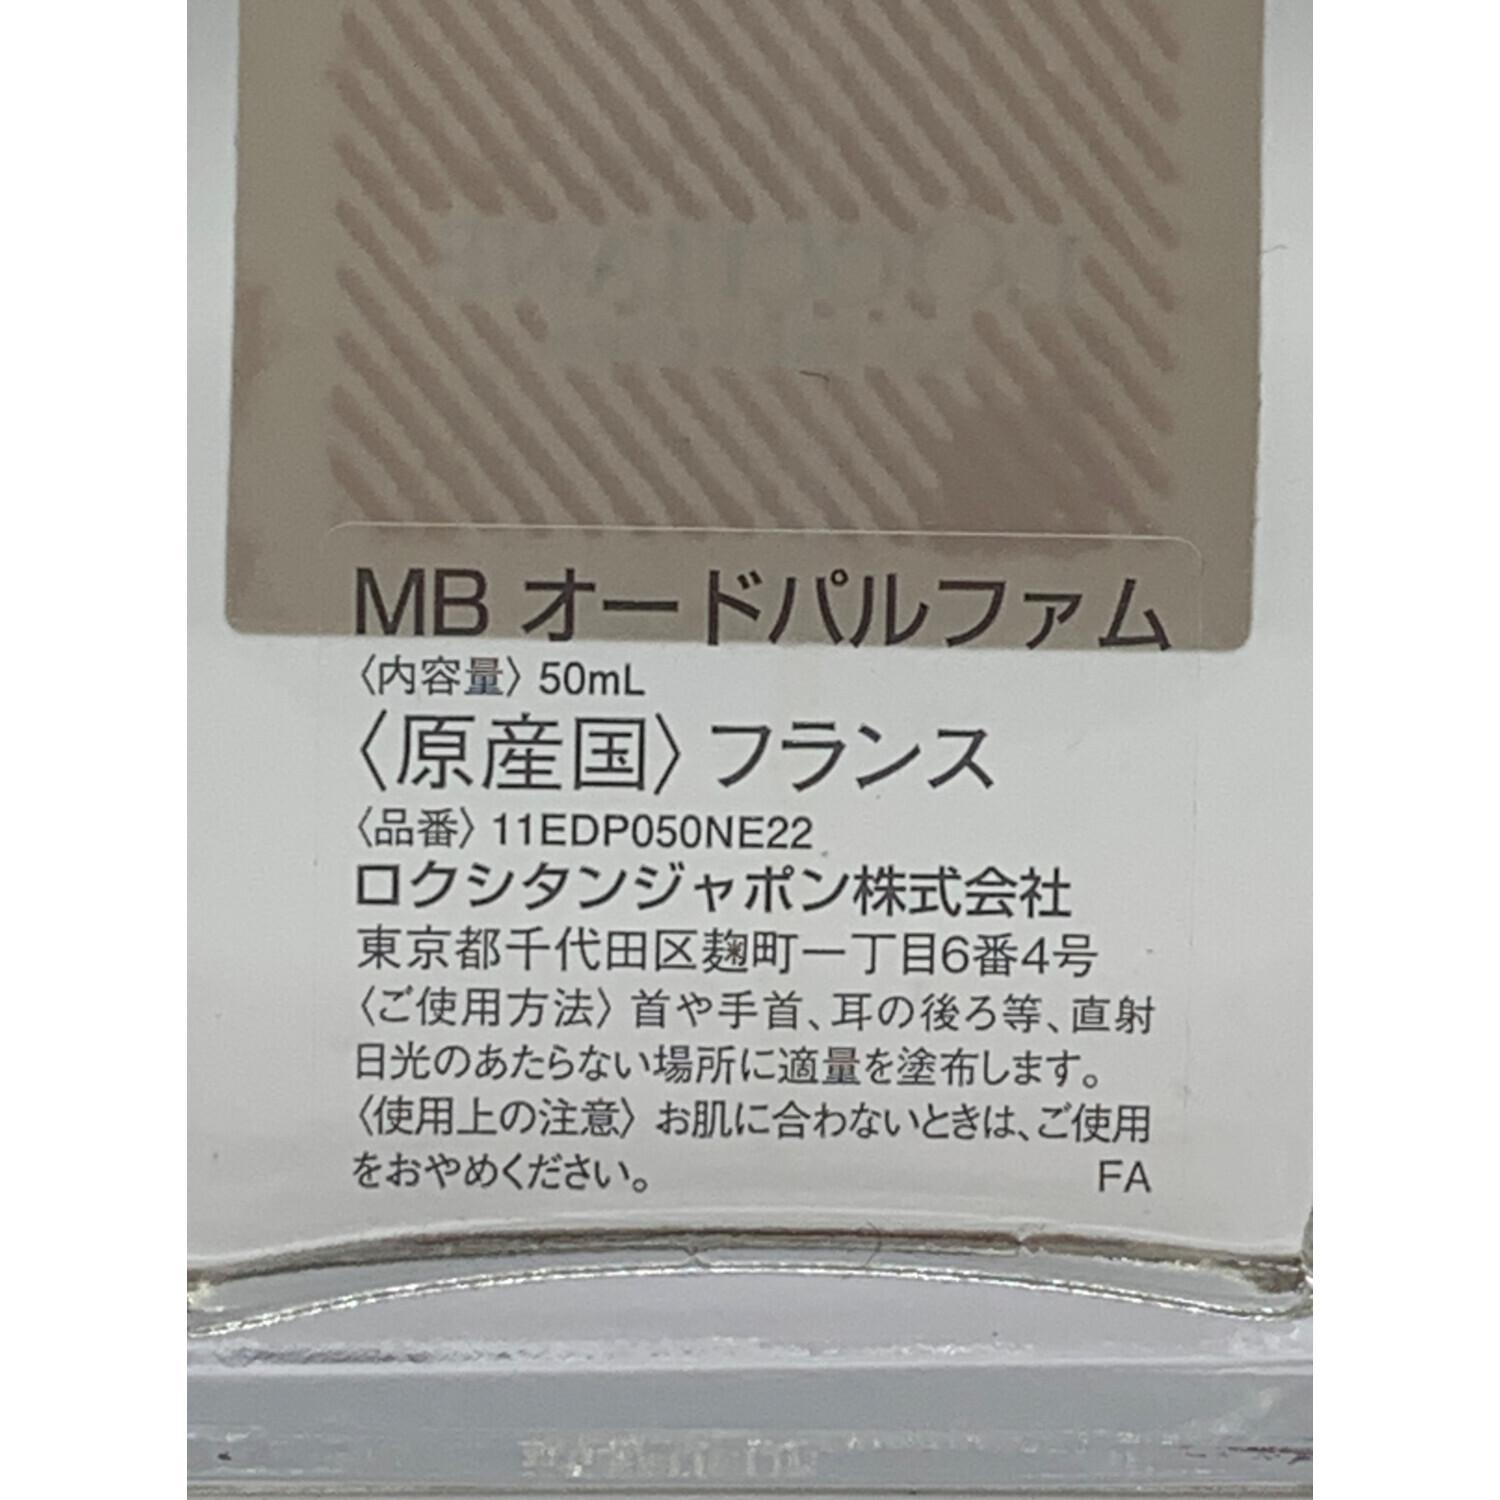 MB オードパルファム
〈内容量〉 50mL
〈原産国〉 フランス
〈品番〉 11EDP050NE22
ロクシタンジャポン株式会社
東京都千代田区麹町一丁目6番4号
〈ご使用方法〉 首や手首、耳の後ろ等、直射
日光のあたらない場所に適量を塗布します。
〈使用上の注意〉 お肌に合わないときは、ご使用
をおやめください。 FA